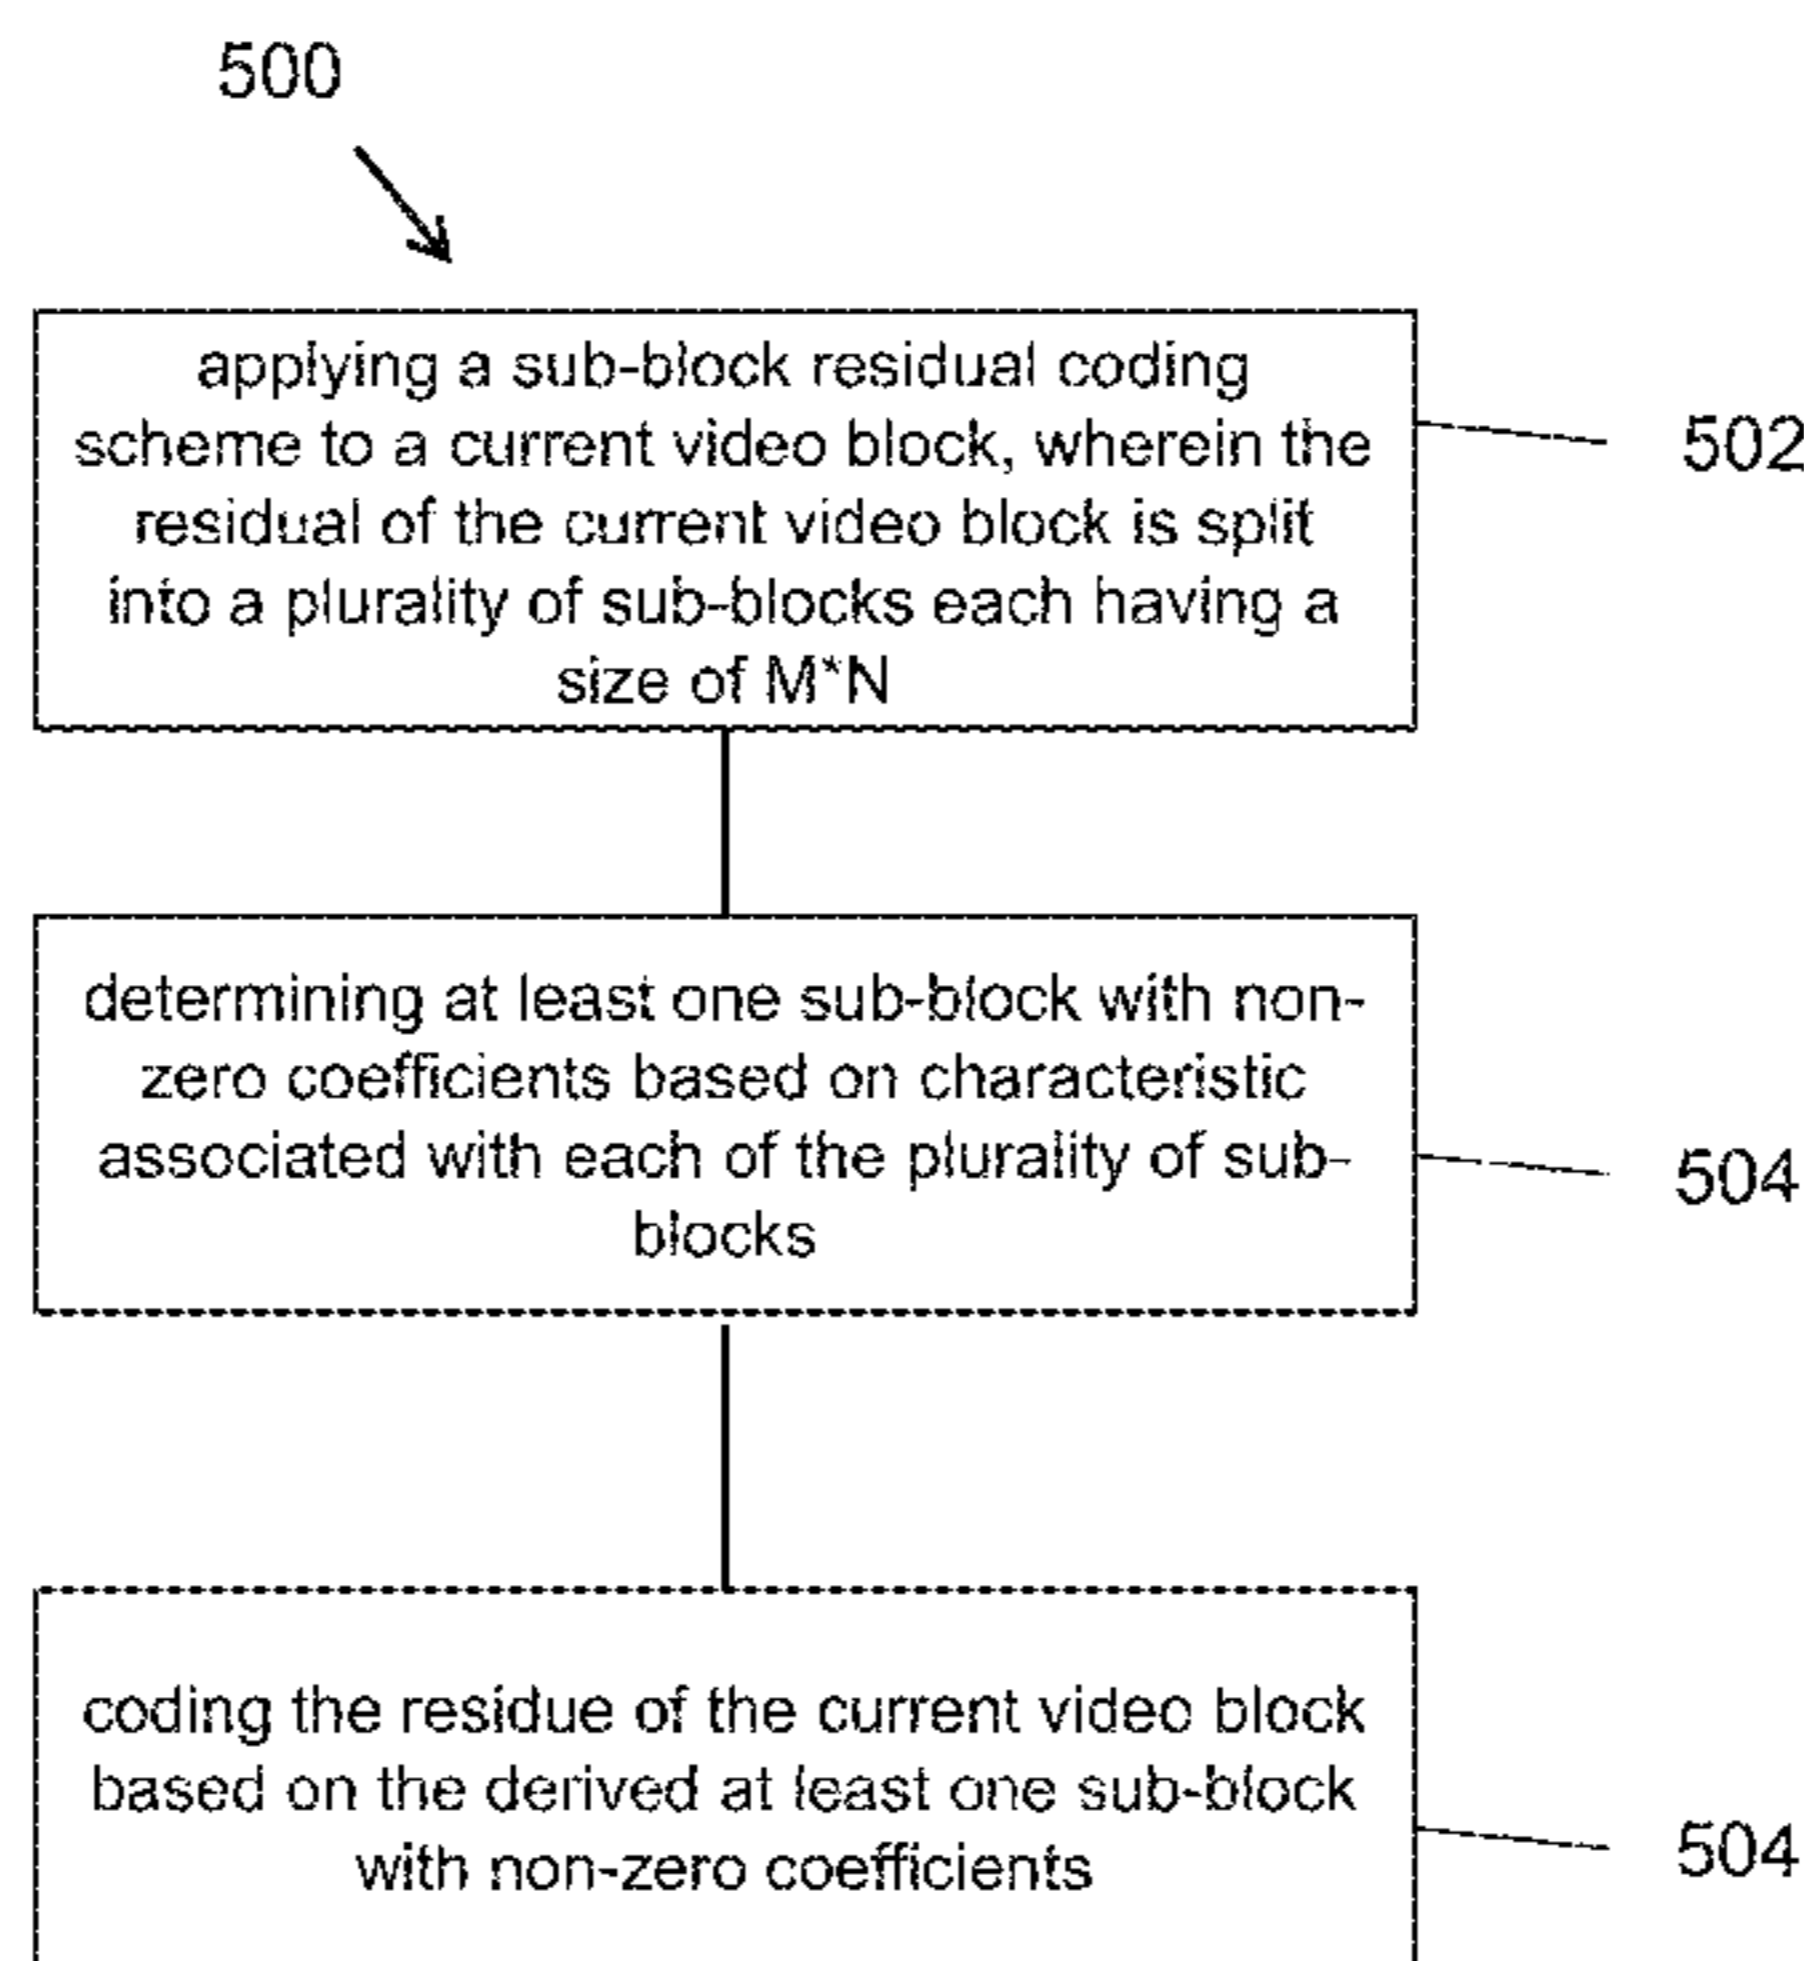 500
applying a sub-block residual coding
scheme to a current video block, wherein the
residual of the current video block is split
into a plurality of sub-blocks each having a
size of M*N
502
determining at least one sub-block with non-
zero coefficients based on characteristic
associated with each of the plurality of sub-
blocks
504
coding the residue of the current video block
based on the derived at least one sub-block
with non-zero coefficients
504